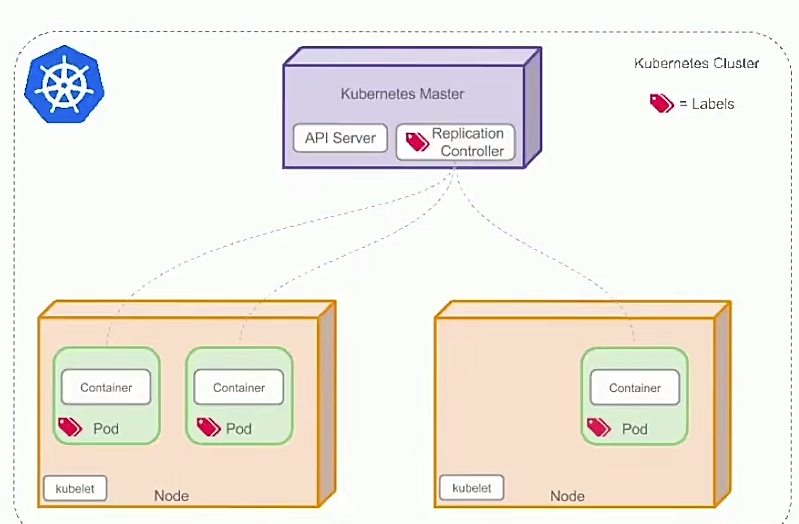 Kubernetes Cluster
= Labels
Kubernetes Master
API Server
Replication
Controller
Container
Pod
Container
Pod
kubelet
Node
Container
Pod
kubelet
Node